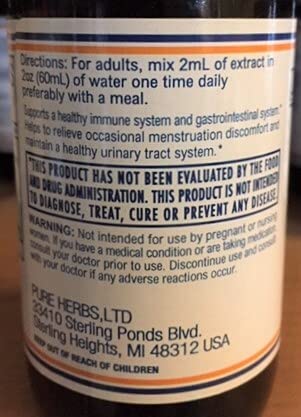 Directions: For adults, mix 2mL of extract in
2oz (60mL) of water one time daily
preferably with a meal.
Supports a healthy immune system and gastrointestinal system.*
Helps to relieve occasional menstruation discomfort and
maintain a healthy urinary tract system.*
*THIS PRODUCT HAS NOT BEEN EVALUATED BY THE FOOD
AND DRUG ADMINISTRATION. THIS PRODUCT IS NOT INTENDED
TO DIAGNOSE, TREAT, CURE OR PREVENT ANY DISEASE.
WARNING: Not intended for use by pregnant or nursing
women. If you have a medical condition or are taking medication,
consult your doctor prior to use. Discontinue use and consult
with your doctor if any adverse reactions occur.
PURE HERBS,LTD
33410 Sterling Ponds Blvd.
Sterling Heights, MI 48312 USA
KEEP OUT OF REACH OF CHILDREN